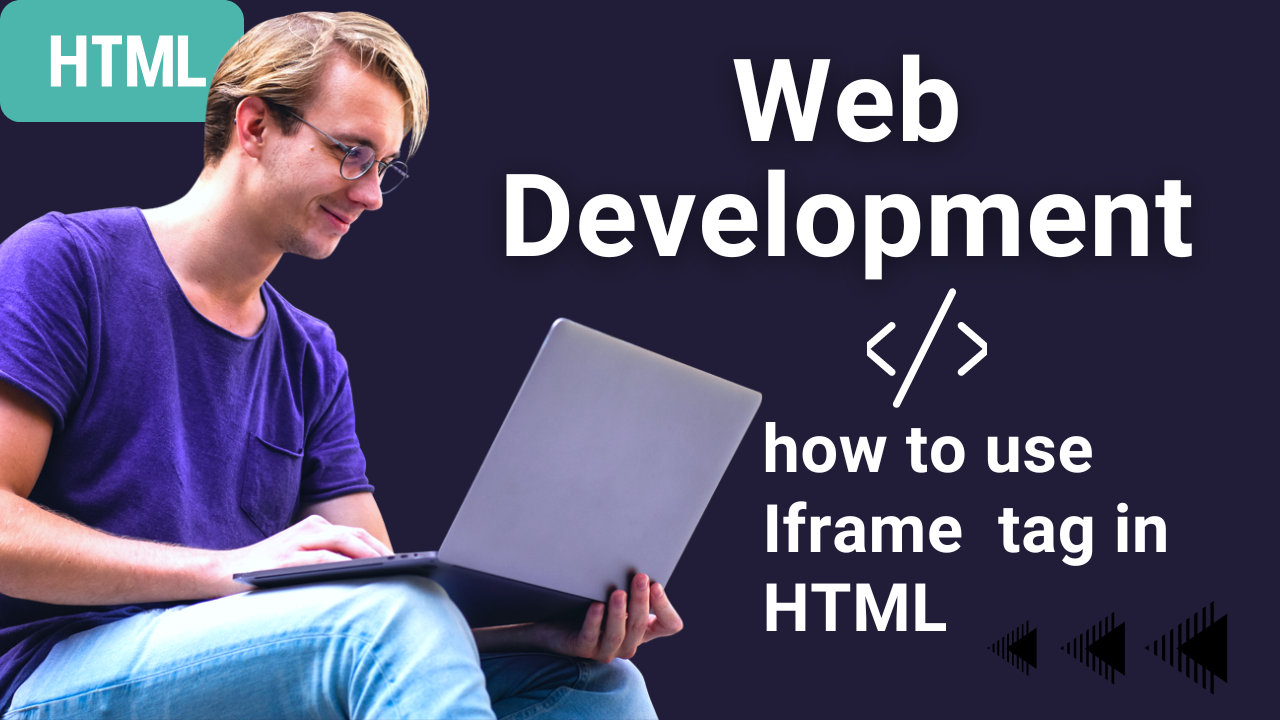 HTML
Web
Development
</>
how to use
Iframe tag in
HTML